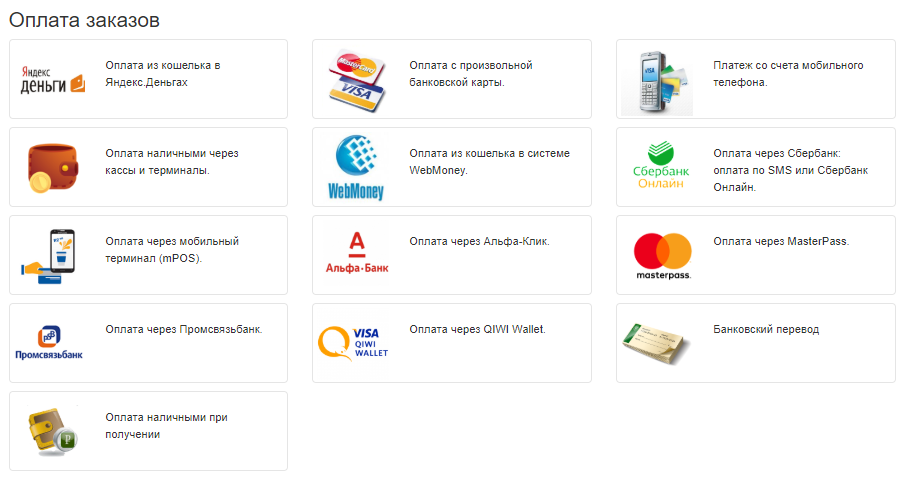 Оплата заказов
Яндекс
деньги
Оплата из кошелька в
Яндекс.Деньгах
MasterCard
VISA
Оплата с произвольной
банковской карты.
VISA
Платеж со счета мобильного
телефона.
Оплата наличными через
кассы и терминалы.
WebMoney
Оплата из кошелька в системе
WebMoney.
Сбербанк
Онлайн
Оплата через Сбербанк:
оплата по SMS или Сбербанк
Онлайн.
Оплата через мобильный
терминал (mPOS).
А
Альфа·Банк
Оплата через Альфа-Клик.
masterpass.
Оплата через MasterPass.
PSB
Промсвязьбанк
Оплата через Промсвязьбанк.
VISA
QIWI
WALLET
Оплата через QIWI Wallet.
Банковский перевод
Р
Оплата наличными при
получении